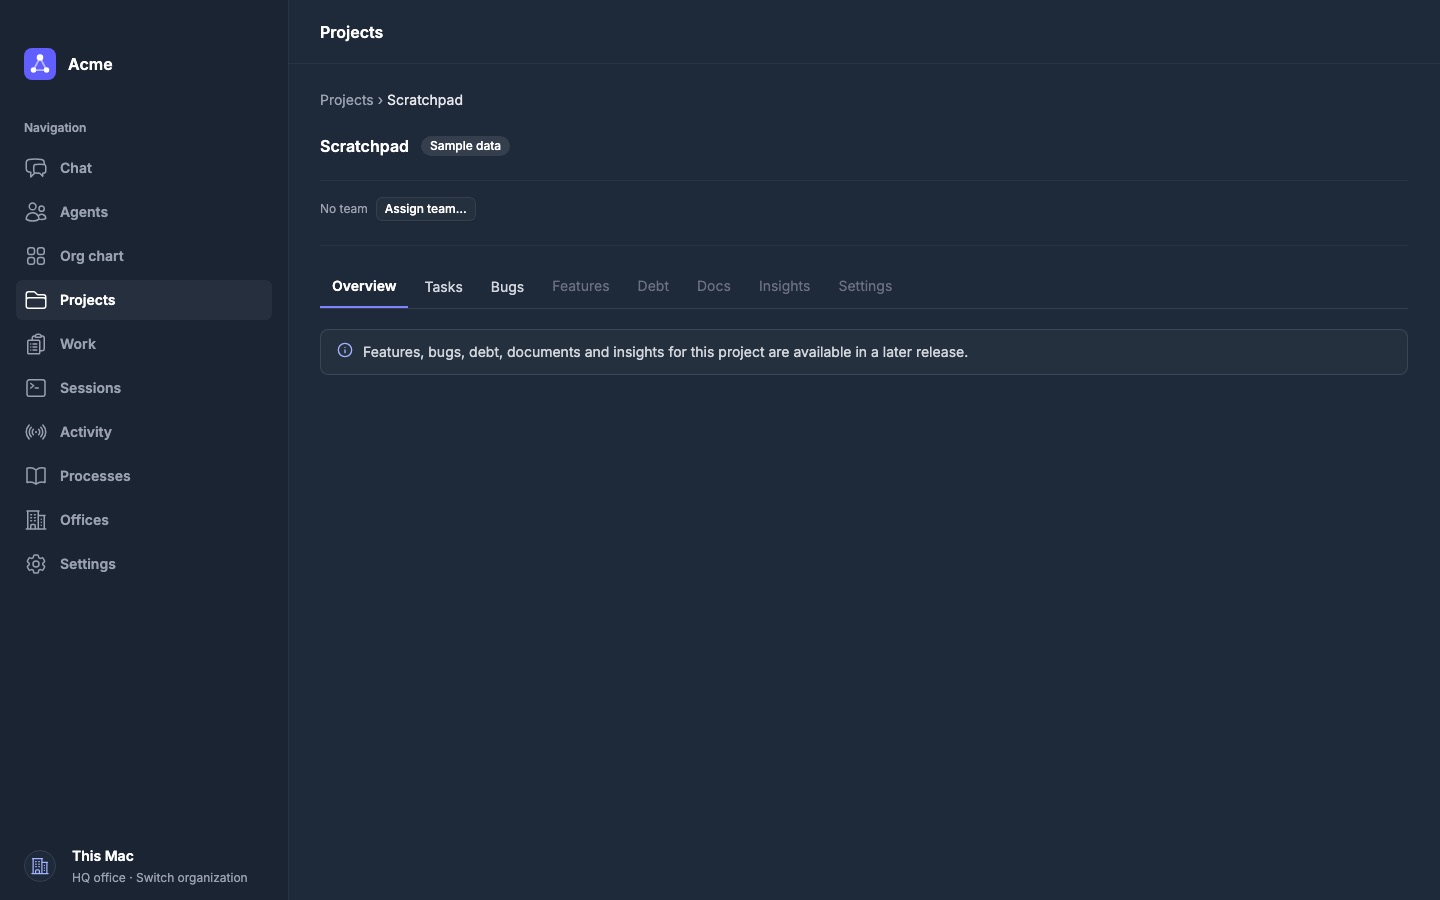 Acme
Navigation
Chat
Agents
Org chart
Projects
Work
Sessions
Activity
Processes
Offices
Settings
This Mac
HQ office · Switch organization
Projects
Projects › Scratchpad
Scratchpad Sample data
No team Assign team...
Overview Tasks Bugs Features Debt Docs Insights Settings
Features, bugs, debt, documents and insights for this project are available in a later release.